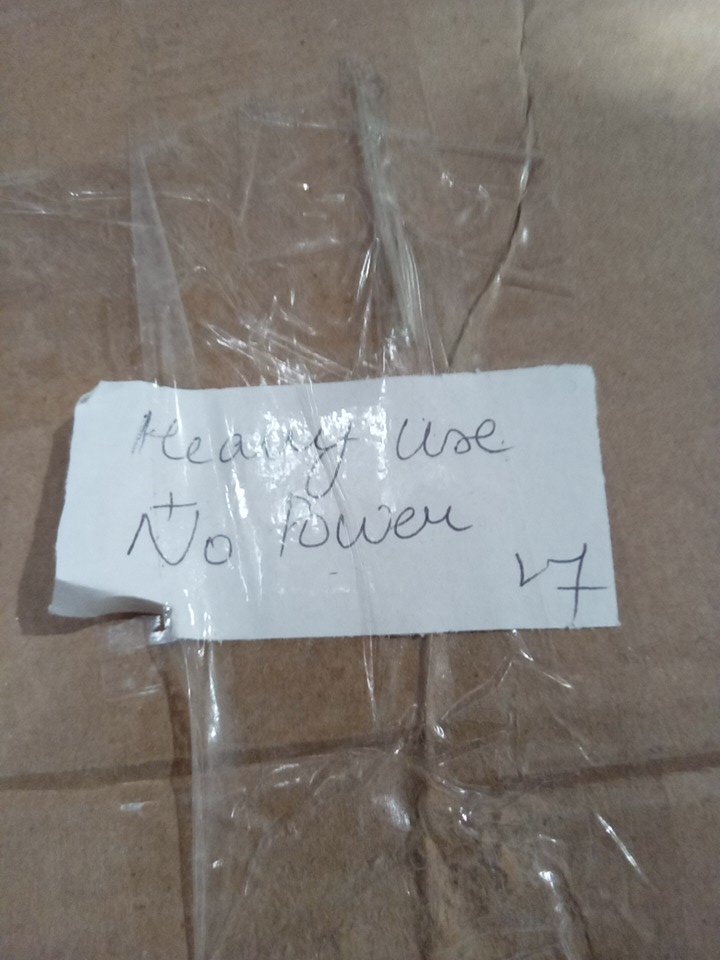 Heavy Use
+
No Power
v7